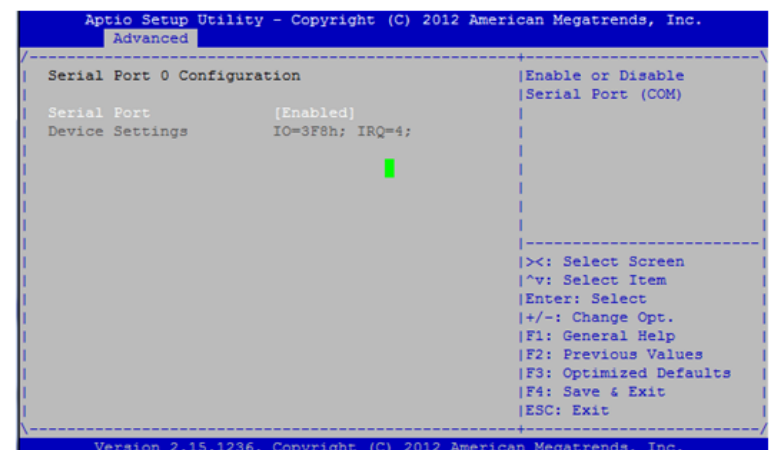 Aptio Setup Utility - Copyright (C) 2012 American Megatrends, Inc.
Advanced
Serial Port 0 Configuration
Enable or Disable
Serial Port (COM)
Serial Port [Enabled]
Device Settings IO=3F8h; IRQ=4;
><: Select Screen
^v: Select Item
Enter: Select
+/-: Change Opt.
F1: General Help
F2: Previous Values
F3: Optimized Defaults
F4: Save & Exit
ESC: Exit
Version 2.15.1236. Copyright (C) 2012 American Megatrends, Inc.